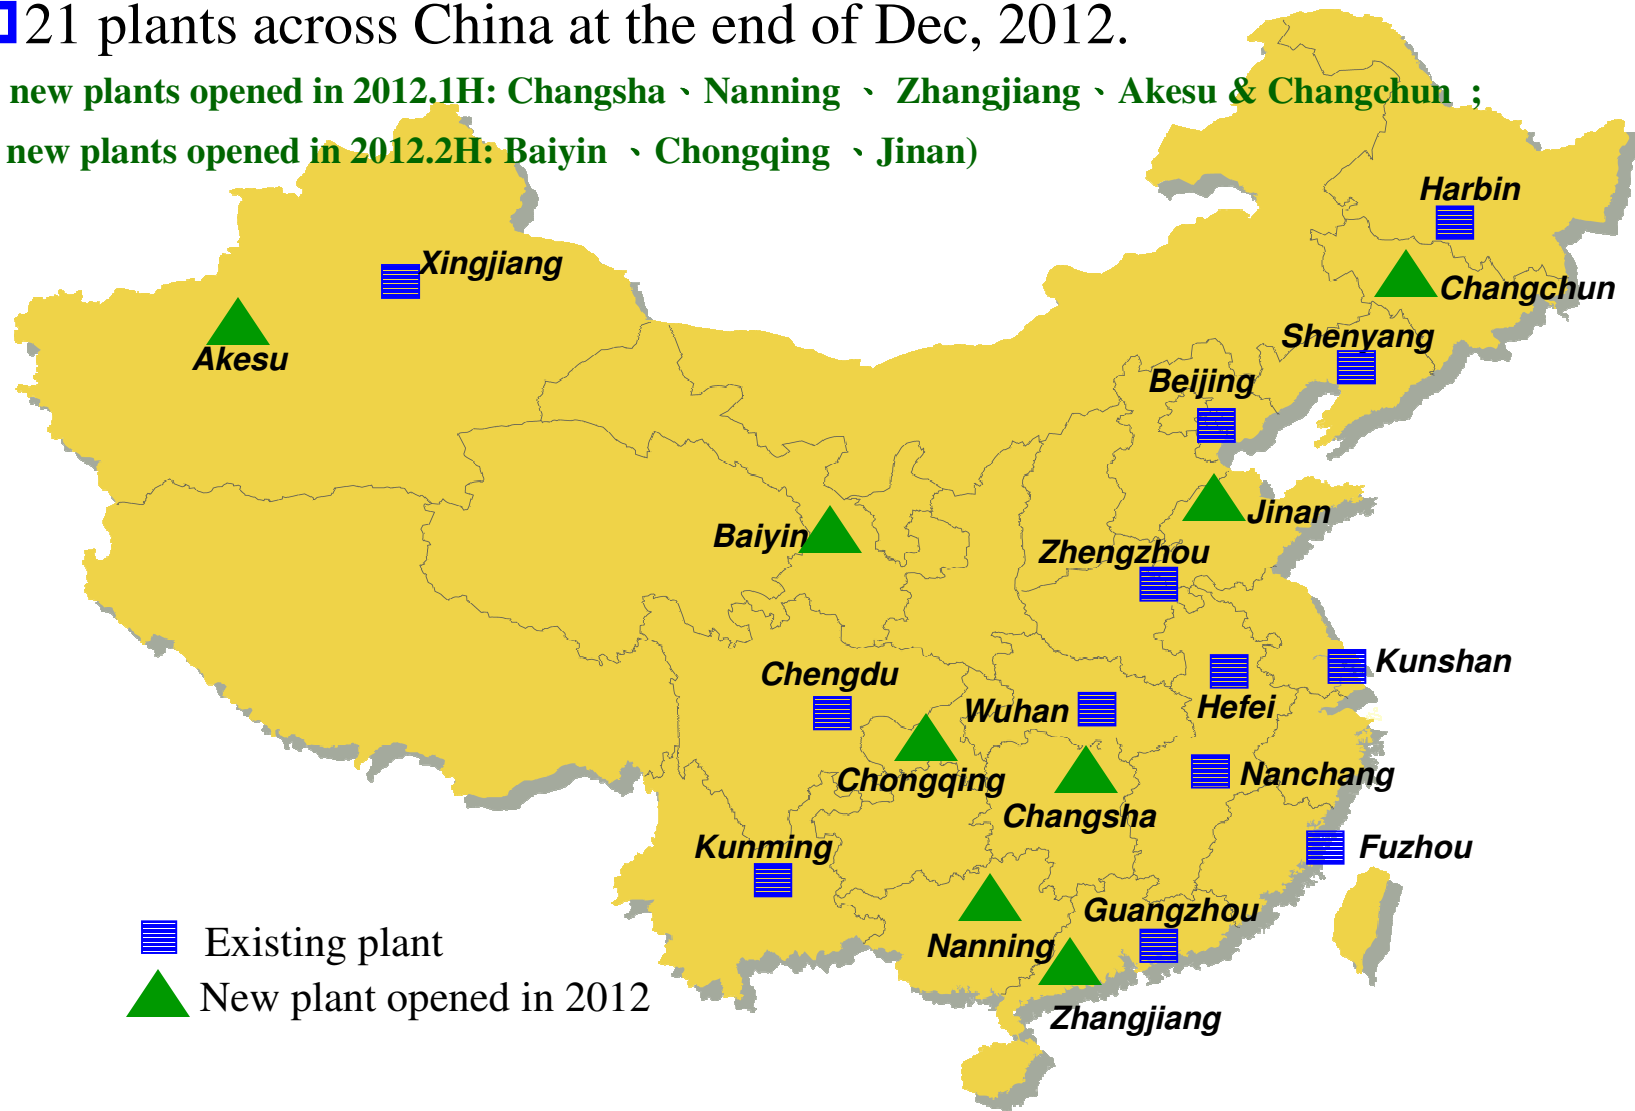 21 plants across China at the end of Dec, 2012.
new plants opened in 2012.1H: Changsha、Nanning 、 Zhangjiang、Akesu & Changchun ;
new plants opened in 2012.2H: Baiyin 、Chongqing 、Jinan)
Harbin
Xingjiang
Changchun
Shenyang
Akesu
Beijing
Jinan
Baiyin
Zhengzhou
Kunshan
Chengdu
Wuhan
Hefei
Chongqing
Nanchang
Changsha
Kunming
Fuzhou
Guangzhou
Nanning
Existing plant
New plant opened in 2012
Zhangjiang